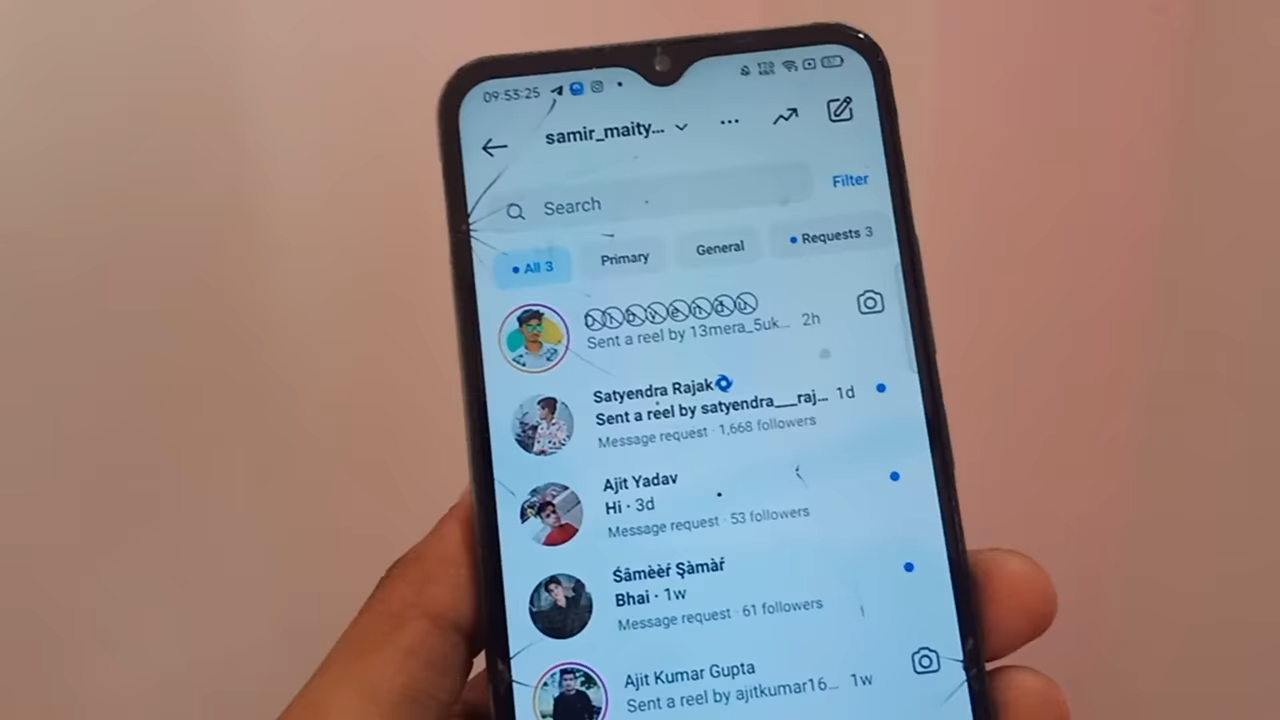 09:53:25
samir_maity...
Search
Filter
All 3
Primary
General
Requests 3
Sent a reel by 13mera_5uk... 2h
Satyendra Rajak
Sent a reel by satyendra___raj... 1d
Message request · 1,668 followers
Ajit Yadav
Hi · 3d
Message request · 53 followers
Śāmèèŕ Şàmàŕ
Bhai · 1w
Message request · 61 followers
Ajit Kumar Gupta
Sent a reel by ajitkumar16... 1w